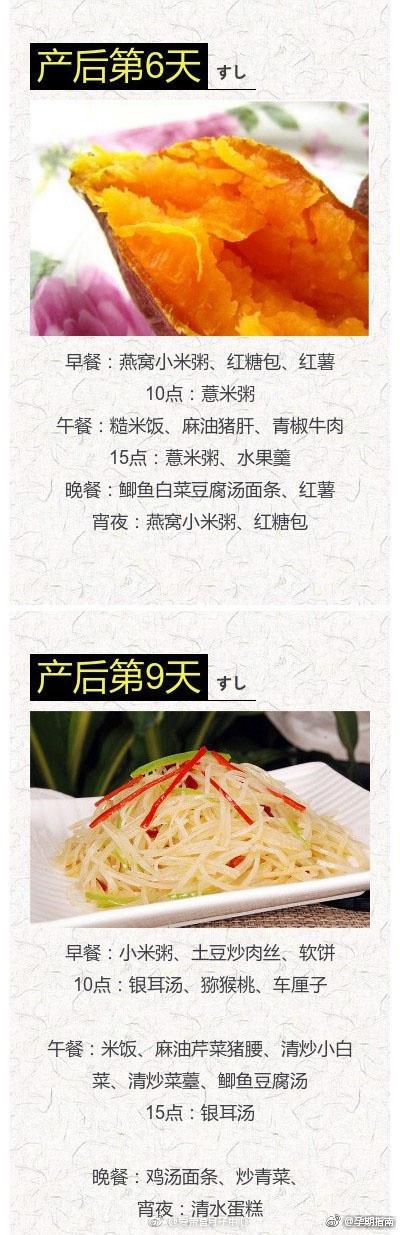 产后第6天 すし
早餐：燕窝小米粥、红糖包、红薯
10点：薏米粥
午餐：糙米饭、麻油猪肝、青椒牛肉
15点：薏米粥、水果羹
晚餐：鲫鱼白菜豆腐汤面条、红薯
宵夜：燕窝小米粥、红糖包
产后第9天 すし
早餐：小米粥、土豆炒肉丝、软饼
10点：银耳汤、猕猴桃、车厘子
午餐：米饭、麻油芹菜猪腰、清炒小白
菜、清炒菜薹、鲫鱼豆腐汤
15点：银耳汤
晚餐：鸡汤面条、炒青菜、
宵夜：清水蛋糕
@孕期指南